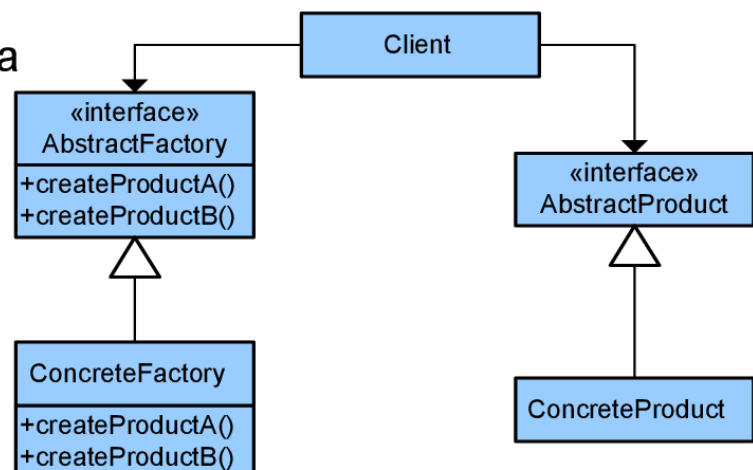 Client
a
«interface»
AbstractFactory
+createProductA()
+createProductB()
«interface»
AbstractProduct
ConcreteFactory
+createProductA()
+createProductB()
ConcreteProduct